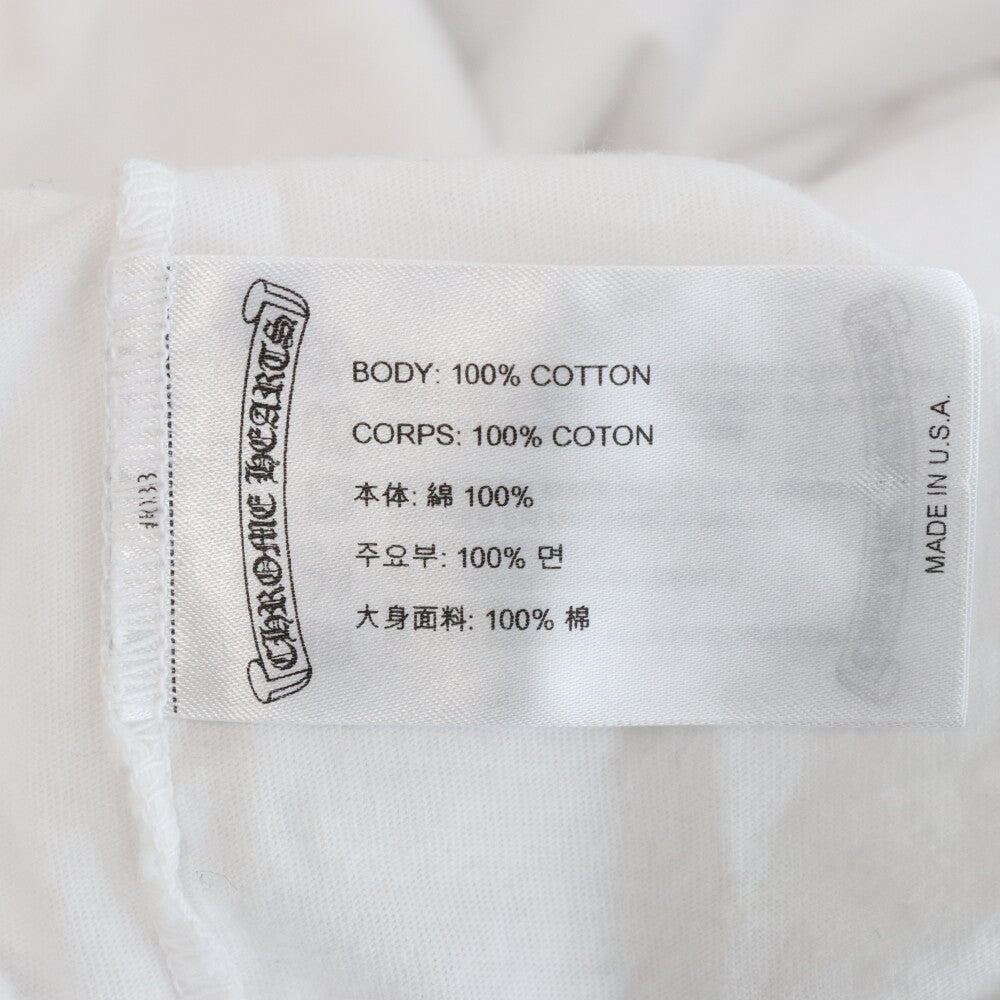 CHROME HEARTS
BODY: 100% COTTON
CORPS: 100% COTON
本体: 綿 100%
주요부: 100% 면
大身面料: 100% 棉
MADE IN U.S.A.